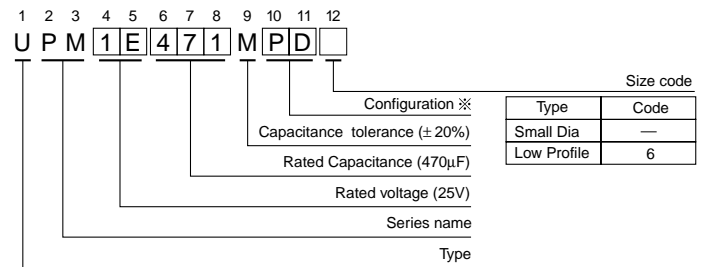 1 2 3 4 5 6 7 8 9 10 11 12
U P M 1 E 4 7 1 M P D
Size code
Configuration ※
Capacitance tolerance (± 20%)
Rated Capacitance (470µF)
Rated voltage (25V)
Series name
Type
Type Code
Small Dia —
Low Profile 6